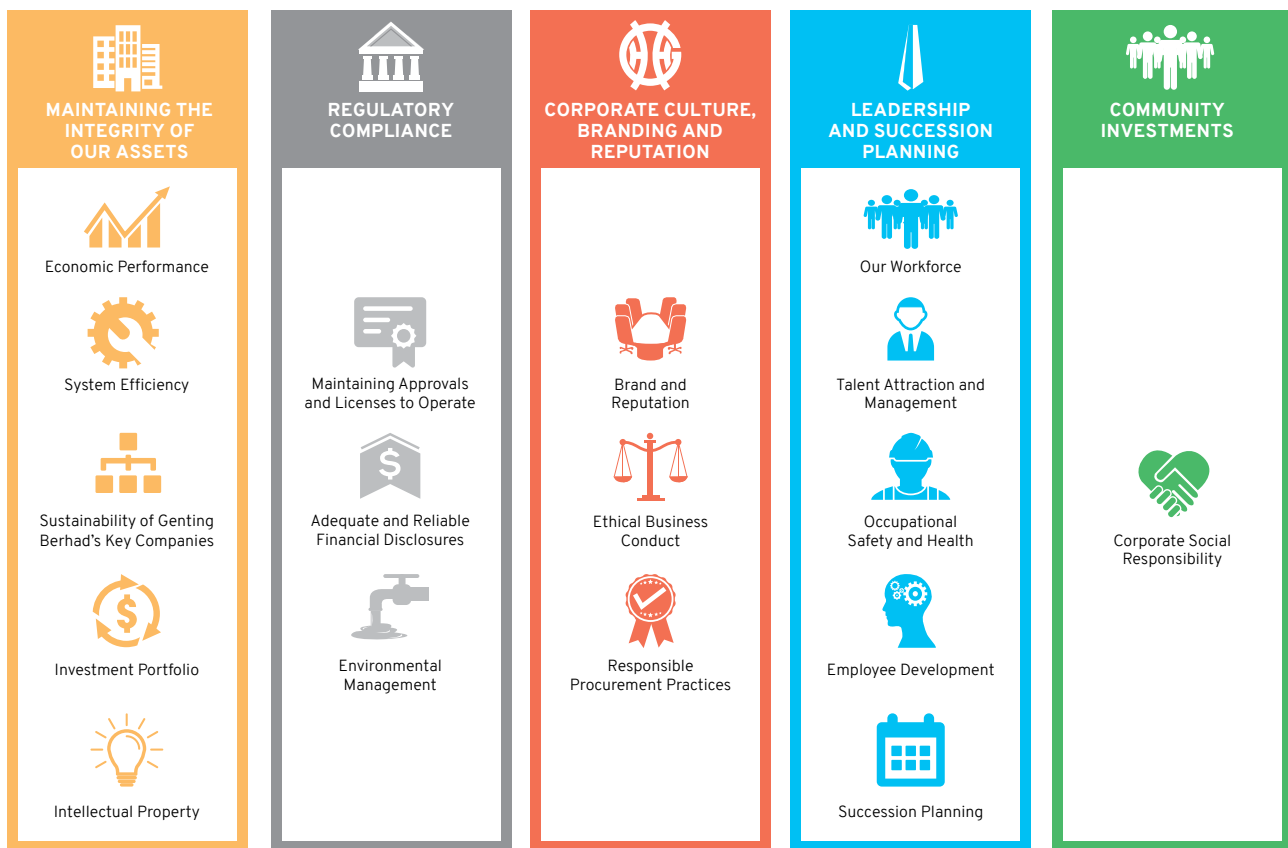 MAINTAINING THE
INTEGRITY OF
OUR ASSETS
Economic Performance
System Efficiency
Sustainability of Genting
Berhad's Key Companies
$
Investment Portfolio
Intellectual Property
REGULATORY
COMPLIANCE
Maintaining Approvals
and Licenses to Operate
$
Adequate and Reliable
Financial Disclosures
Environmental
Management
CORPORATE CULTURE,
BRANDING AND
REPUTATION
Brand and
Reputation
Ethical Business
Conduct
Responsible
Procurement Practices
LEADERSHIP
AND SUCCESSION
PLANNING
Our Workforce
Talent Attraction and
Management
Occupational
Safety and Health
Employee Development
Succession Planning
COMMUNITY
INVESTMENTS
Corporate Social
Responsibility